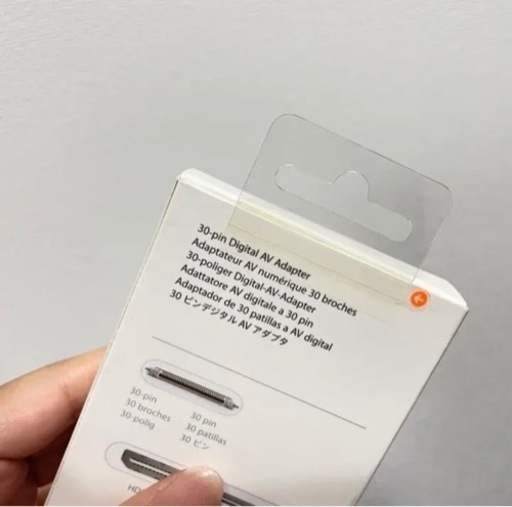 30-pin Digital AV Adapter
Adaptateur AV numérique 30 broches
30-poliger Digital-AV-Adapter
Adattatore AV digitale a 30 pin
Adaptador de 30 patillas a AV digital
30 ピンデジタル AV アダプタ
30-pin
30 broches
30-polig
30 pin
30 patillas
30 ピン